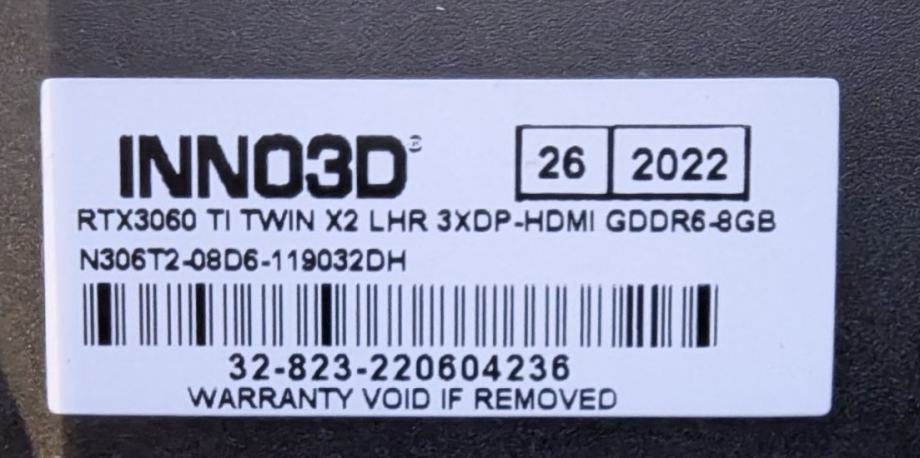 INNO3D®
26 2022
RTX3060 TI TWIN X2 LHR 3XDP-HDMI GDDR6-8GB
N306T2-08D6-119032DH
32-823-220604236
WARRANTY VOID IF REMOVED